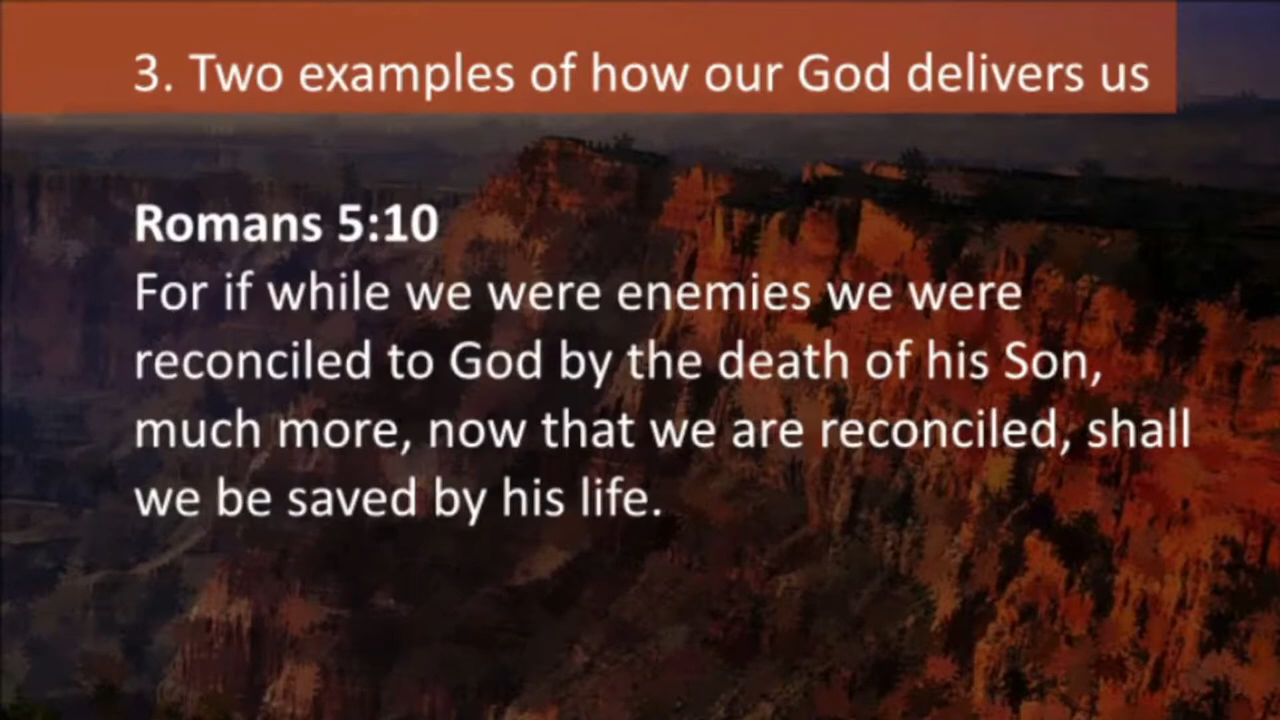 3. Two examples of how our God delivers us
Romans 5:10
For if while we were enemies we were
reconciled to God by the death of his Son,
much more, now that we are reconciled, shall
we be saved by his life.